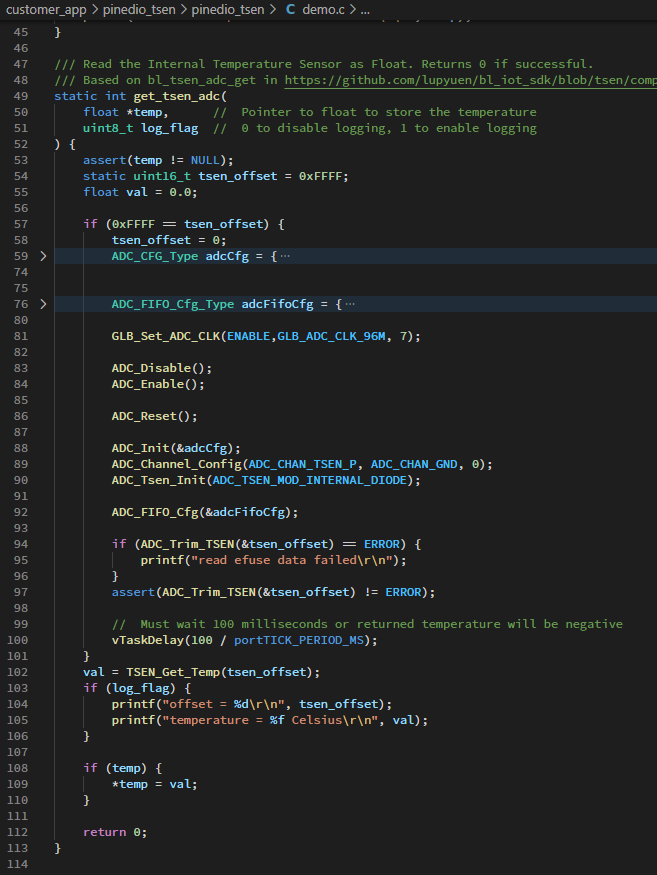 customer_app > pinedio_tsen > pinedio_tsen > C demo.c > ...
45 }
46
47 /// Read the Internal Temperature Sensor as Float. Returns 0 if successful.
48 /// Based on bl_tsen_adc_get in https://github.com/lupyuen/bl_iot_sdk/blob/tsen/comp
49 static int get_tsen_adc(
50     float *temp,      //  Pointer to float to store the temperature
51     uint8_t log_flag  //  0 to disable logging, 1 to enable logging
52 ) {
53     assert(temp != NULL);
54     static uint16_t tsen_offset = 0xFFFF;
55     float val = 0.0;
56
57     if (0xFFFF == tsen_offset) {
58         tsen_offset = 0;
59 >       ADC_CFG_Type adcCfg = {…
74
75
76 >       ADC_FIFO_Cfg_Type adcFifoCfg = {…
80
81         GLB_Set_ADC_CLK(ENABLE,GLB_ADC_CLK_96M, 7);
82
83         ADC_Disable();
84         ADC_Enable();
85
86         ADC_Reset();
87
88         ADC_Init(&adcCfg);
89         ADC_Channel_Config(ADC_CHAN_TSEN_P, ADC_CHAN_GND, 0);
90         ADC_Tsen_Init(ADC_TSEN_MOD_INTERNAL_DIODE);
91
92         ADC_FIFO_Cfg(&adcFifoCfg);
93
94         if (ADC_Trim_TSEN(&tsen_offset) == ERROR) {
95             printf("read efuse data failed\r\n");
96         }
97         assert(ADC_Trim_TSEN(&tsen_offset) != ERROR);
98
99         //  Must wait 100 milliseconds or returned temperature will be negative
100         vTaskDelay(100 / portTICK_PERIOD_MS);
101     }
102     val = TSEN_Get_Temp(tsen_offset);
103     if (log_flag) {
104         printf("offset = %d\r\n", tsen_offset);
105         printf("temperature = %f Celsius\r\n", val);
106     }
107
108     if (temp) {
109         *temp = val;
110     }
111
112     return 0;
113 }
114